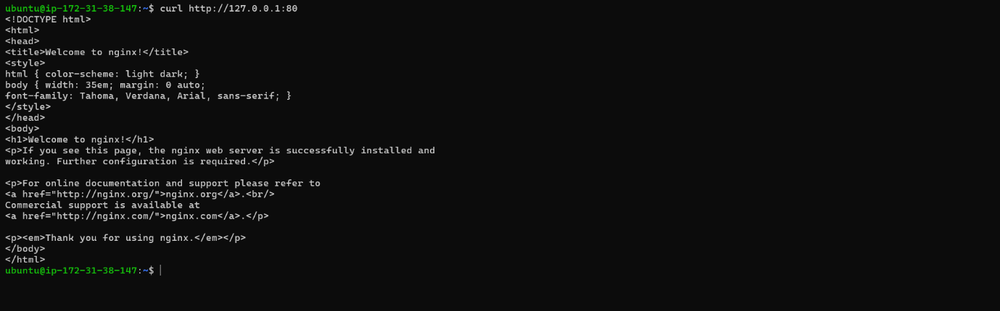 ubuntu@ip-172-31-38-147:~$ curl http://127.0.0.1:80
<!DOCTYPE html>
<html>
<head>
<title>Welcome to nginx!</title>
<style>
html { color-scheme: light dark; }
body { width: 35em; margin: 0 auto;
font-family: Tahoma, Verdana, Arial, sans-serif; }
</style>
</head>
<body>
<h1>Welcome to nginx!</h1>
<p>If you see this page, the nginx web server is successfully installed and
working. Further configuration is required.</p>

<p>For online documentation and support please refer to
<a href="http://nginx.org/">nginx.org</a>.<br/>
Commercial support is available at
<a href="http://nginx.com/">nginx.com</a>.</p>

<p><em>Thank you for using nginx.</em></p>
</body>
</html>
ubuntu@ip-172-31-38-147:~$